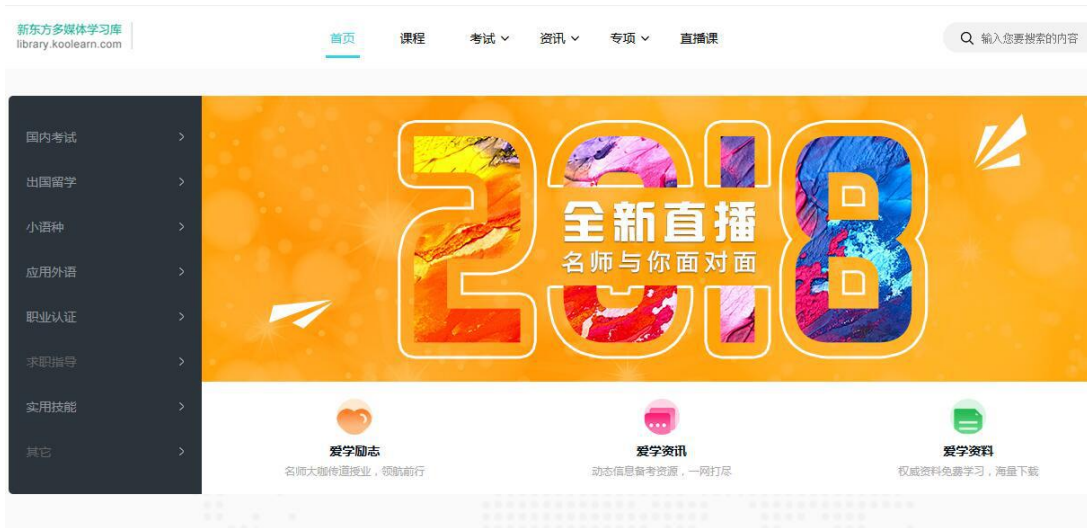 新东方多媒体学习库
library.koolearn.com
首页 课程 考试 资讯 专项 直播课
输入您要搜索的内容
国内考试
出国留学
小语种
应用外语
职业认证
求职指导
实用技能
其它
2018
全新直播
名师与你面对面
爱学励志
名师大咖传道授业，领航前行
爱学资讯
动态信息备考资源，一网打尽
爱学资料
权威资料免费学习，海量下载